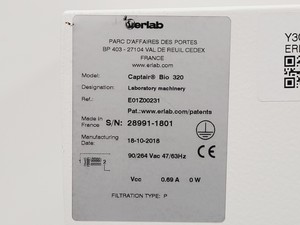 erlab
PARC D'AFFAIRES DES PORTES
BP 403 - 27104 VAL DE REUIL CEDEX
FRANCE
www.erlab.com
Model: Captair® Bio 320
Designation: Laboratory machinery
Ref.: E01Z00231
Pat.www.erlab.com/patents
Made in France S/N: 28991-1801
Manufacturing Date 18-10-2018
90/264 Vac 47/63Hz
Vcc 0.69 A 0 W
FILTRATION TYPE: P
Y3